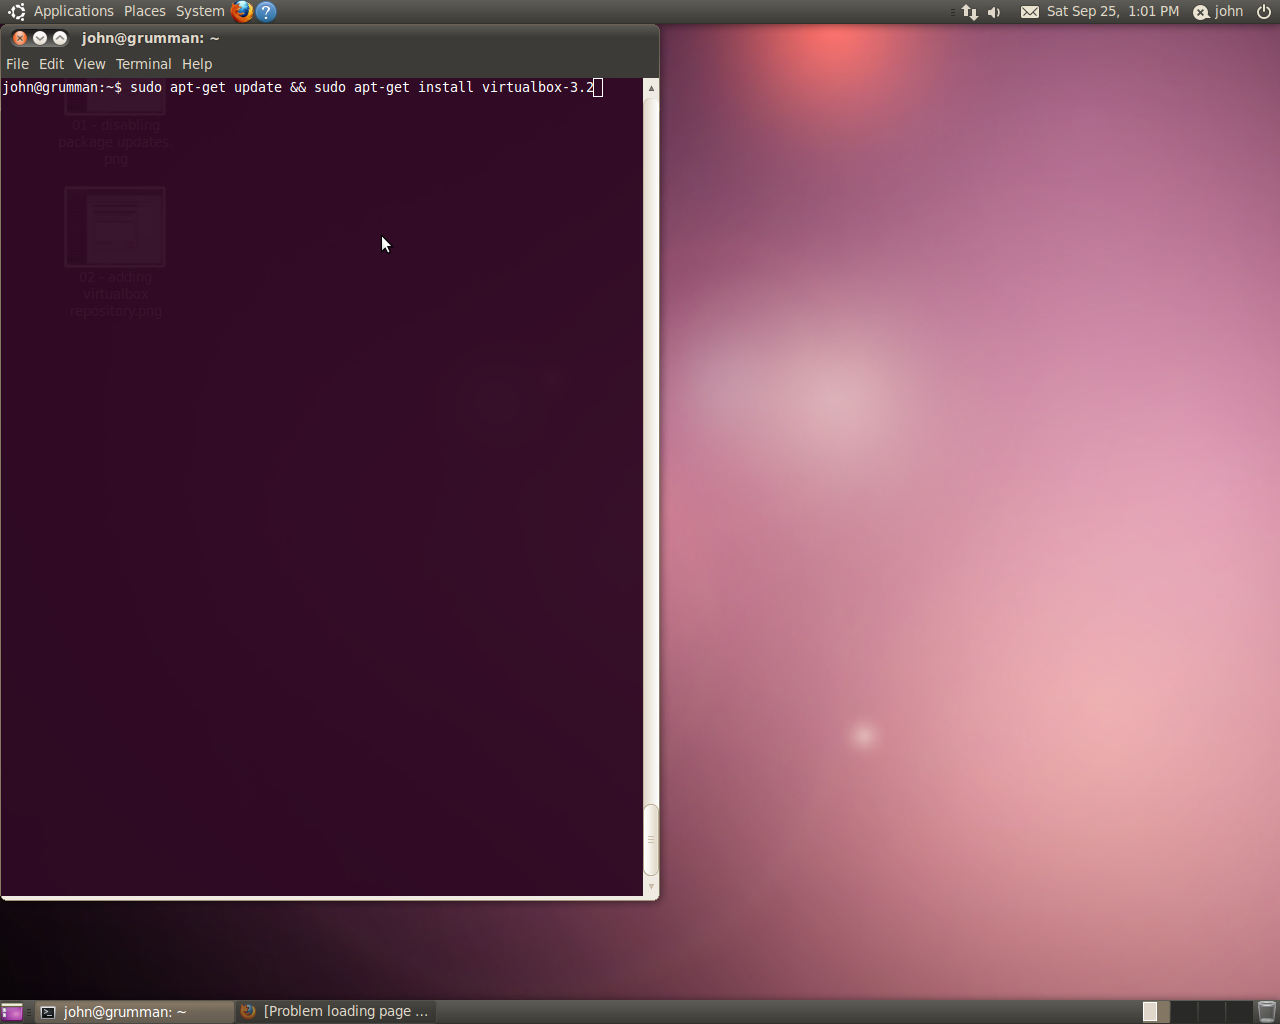 Applications Places System
Sat Sep 25, 1:01 PM john
john@grumman: ~
File Edit View Terminal Help
john@grumman:~$ sudo apt-get update && sudo apt-get install virtualbox-3.2
01 - disabling
package updates.
png
02 - adding
virtualbox
repository.png
john@grumman: ~
[Problem loading page ...